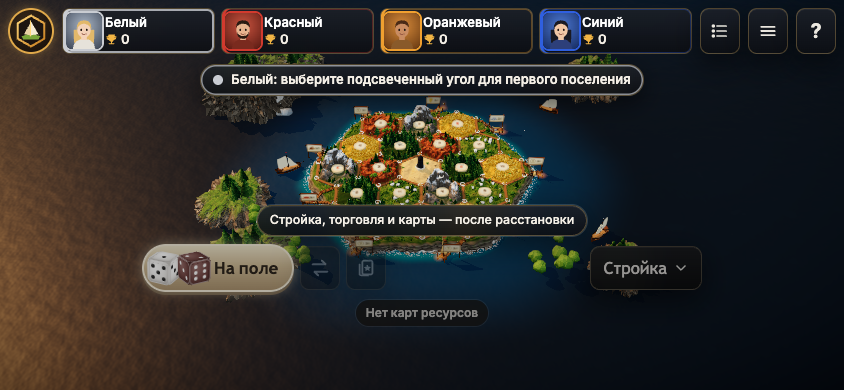 Белый
0
Красный
0
Оранжевый
0
Синий
0
?
Белый: выберите подсвеченный угол для первого поселения
Стройка, торговля и карты — после расстановки
На поле
Стройка
Нет карт ресурсов